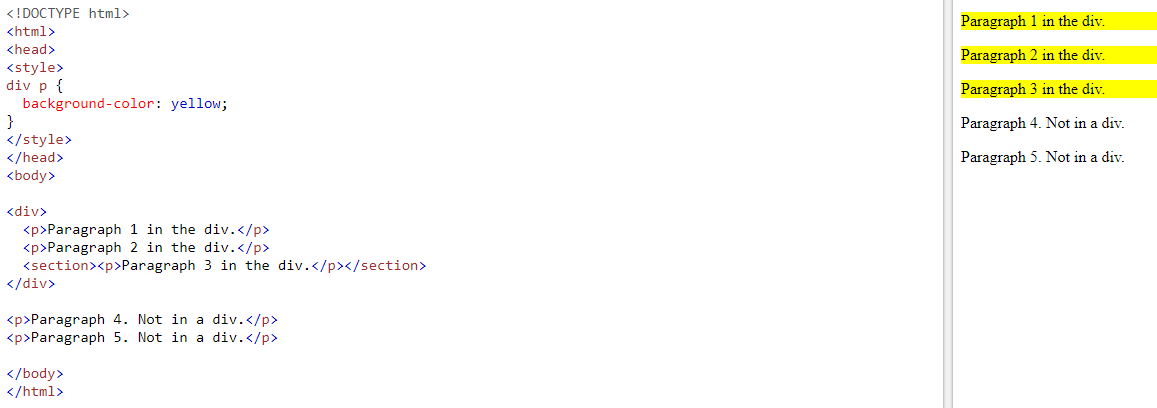 <!DOCTYPE html>
<html>
<head>
<style>
div p {
  background-color: yellow;
}
</style>
</head>
<body>

<div>
  <p>Paragraph 1 in the div.</p>
  <p>Paragraph 2 in the div.</p>
  <section><p>Paragraph 3 in the div.</p></section>
</div>

<p>Paragraph 4. Not in a div.</p>
<p>Paragraph 5. Not in a div.</p>

</body>
</html>
Paragraph 1 in the div.
Paragraph 2 in the div.
Paragraph 3 in the div.
Paragraph 4. Not in a div.
Paragraph 5. Not in a div.